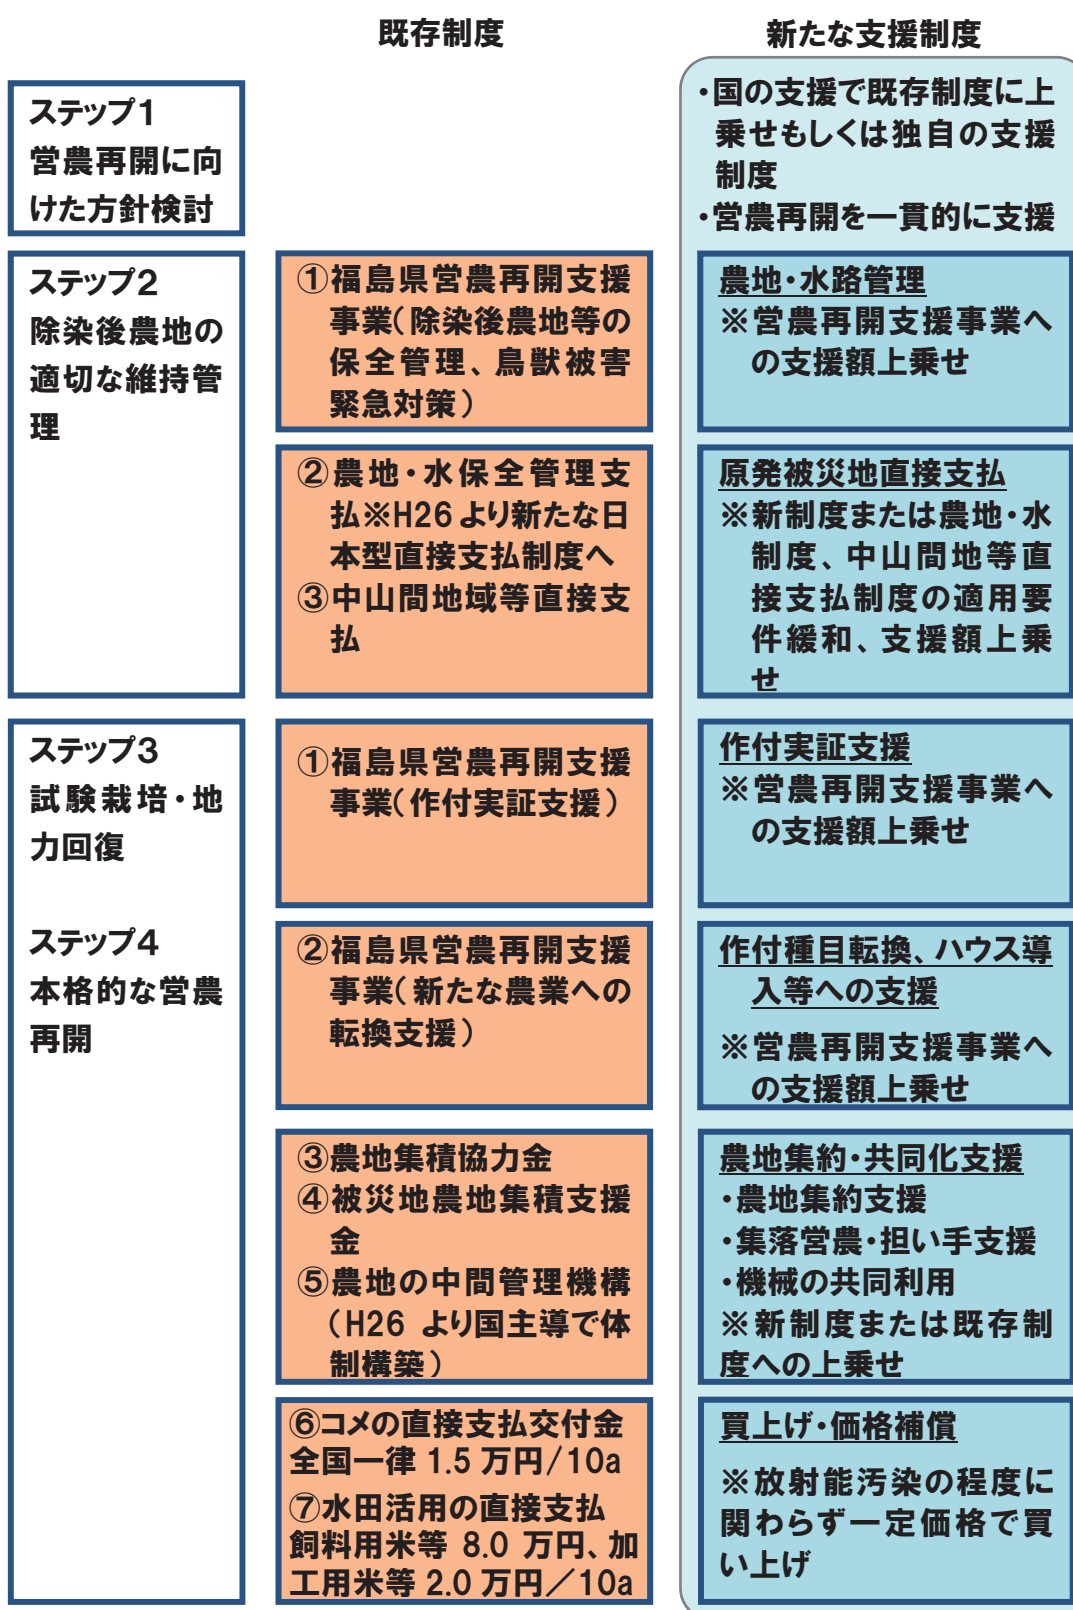 既存制度
新たな支援制度
ステップ1
営農再開に向
けた方針検討
・国の支援で既存制度に上
乗せもしくは独自の支援
制度
・営農再開を一貫的に支援
ステップ2
除染後農地の
適切な維持管
理
①福島県営農再開支援
事業（除染後農地等の
保全管理、鳥獣被害
緊急対策）
農地・水路管理
※営農再開支援事業へ
の支援額上乗せ
②農地・水保全管理支
払※H26より新たな日
本型直接支払制度へ
③中山間地域等直接支
払
原発被災地直接支払
※新制度または農地・水
制度、中山間地等直
接支払制度の適用要
件緩和、支援額上乗
せ
ステップ3
試験栽培・地
力回復
ステップ4
本格的な営農
再開
①福島県営農再開支援
事業（作付実証支援）
作付実証支援
※営農再開支援事業へ
の支援額上乗せ
②福島県営農再開支援
事業（新たな農業への
転換支援）
作付種目転換、ハウス導
入等への支援
※営農再開支援事業へ
の支援額上乗せ
③農地集積協力金
④被災地農地集積支援
金
⑤農地の中間管理機構
（H26 より国主導で体
制構築）
農地集約・共同化支援
・農地集約支援
・集落営農・担い手支援
・機械の共同利用
※新制度または既存制
度への上乗せ
⑥コメの直接支払交付金
全国一律 1.5 万円/10a
⑦水田活用の直接支払
飼料用米等 8.0 万円、加
工用米等 2.0 万円／10a
買上げ・価格補償
※放射能汚染の程度に
関わらず一定価格で買
い上げ